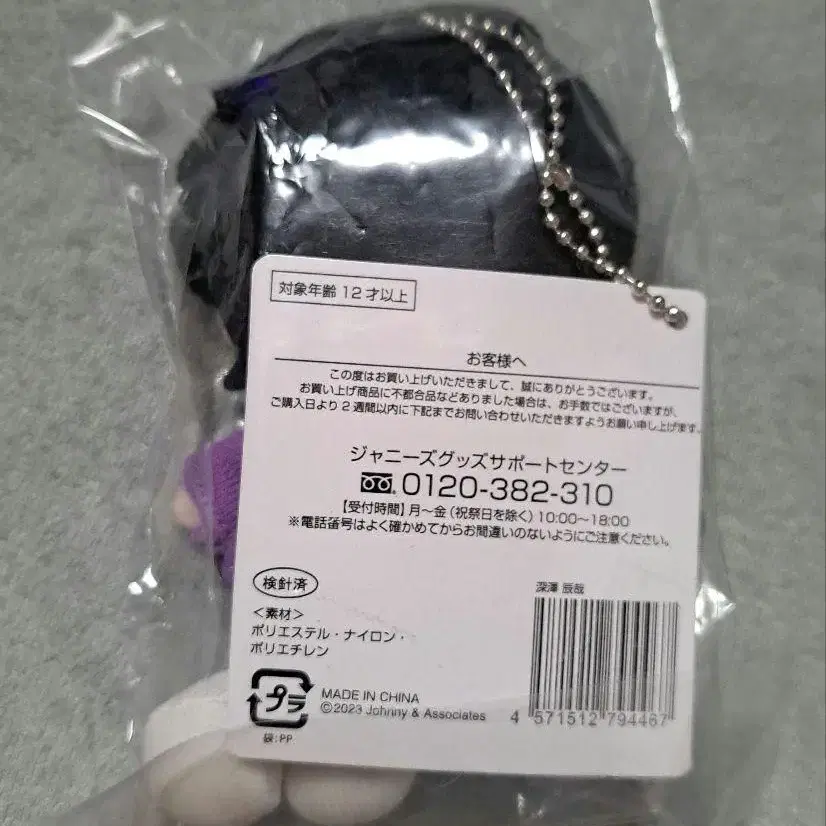 対象年齢 12才以上
お客様へ
この度はお買い上げいただきまして、誠にありがとうございます。
お買い上げ商品に不都合品などありました場合は、お手数ではございますが、
ご購入日より2週間以内に下記までお問い合わせいただきますようお願い申し上げます。
ジャニーズグッズサポートセンター
0120-382-310
【受付時間】月〜金(祝祭日を除く)10:00〜18:00
※電話番号はよく確かめてからお間違いのないようにご注意ください。
検針済
<素材>
ポリエステル・ナイロン・
ポリエチレン
プラ
袋:PP
MADE IN CHINA
©2023 Johnny & Associates
深澤 辰哉
4 571512 794467